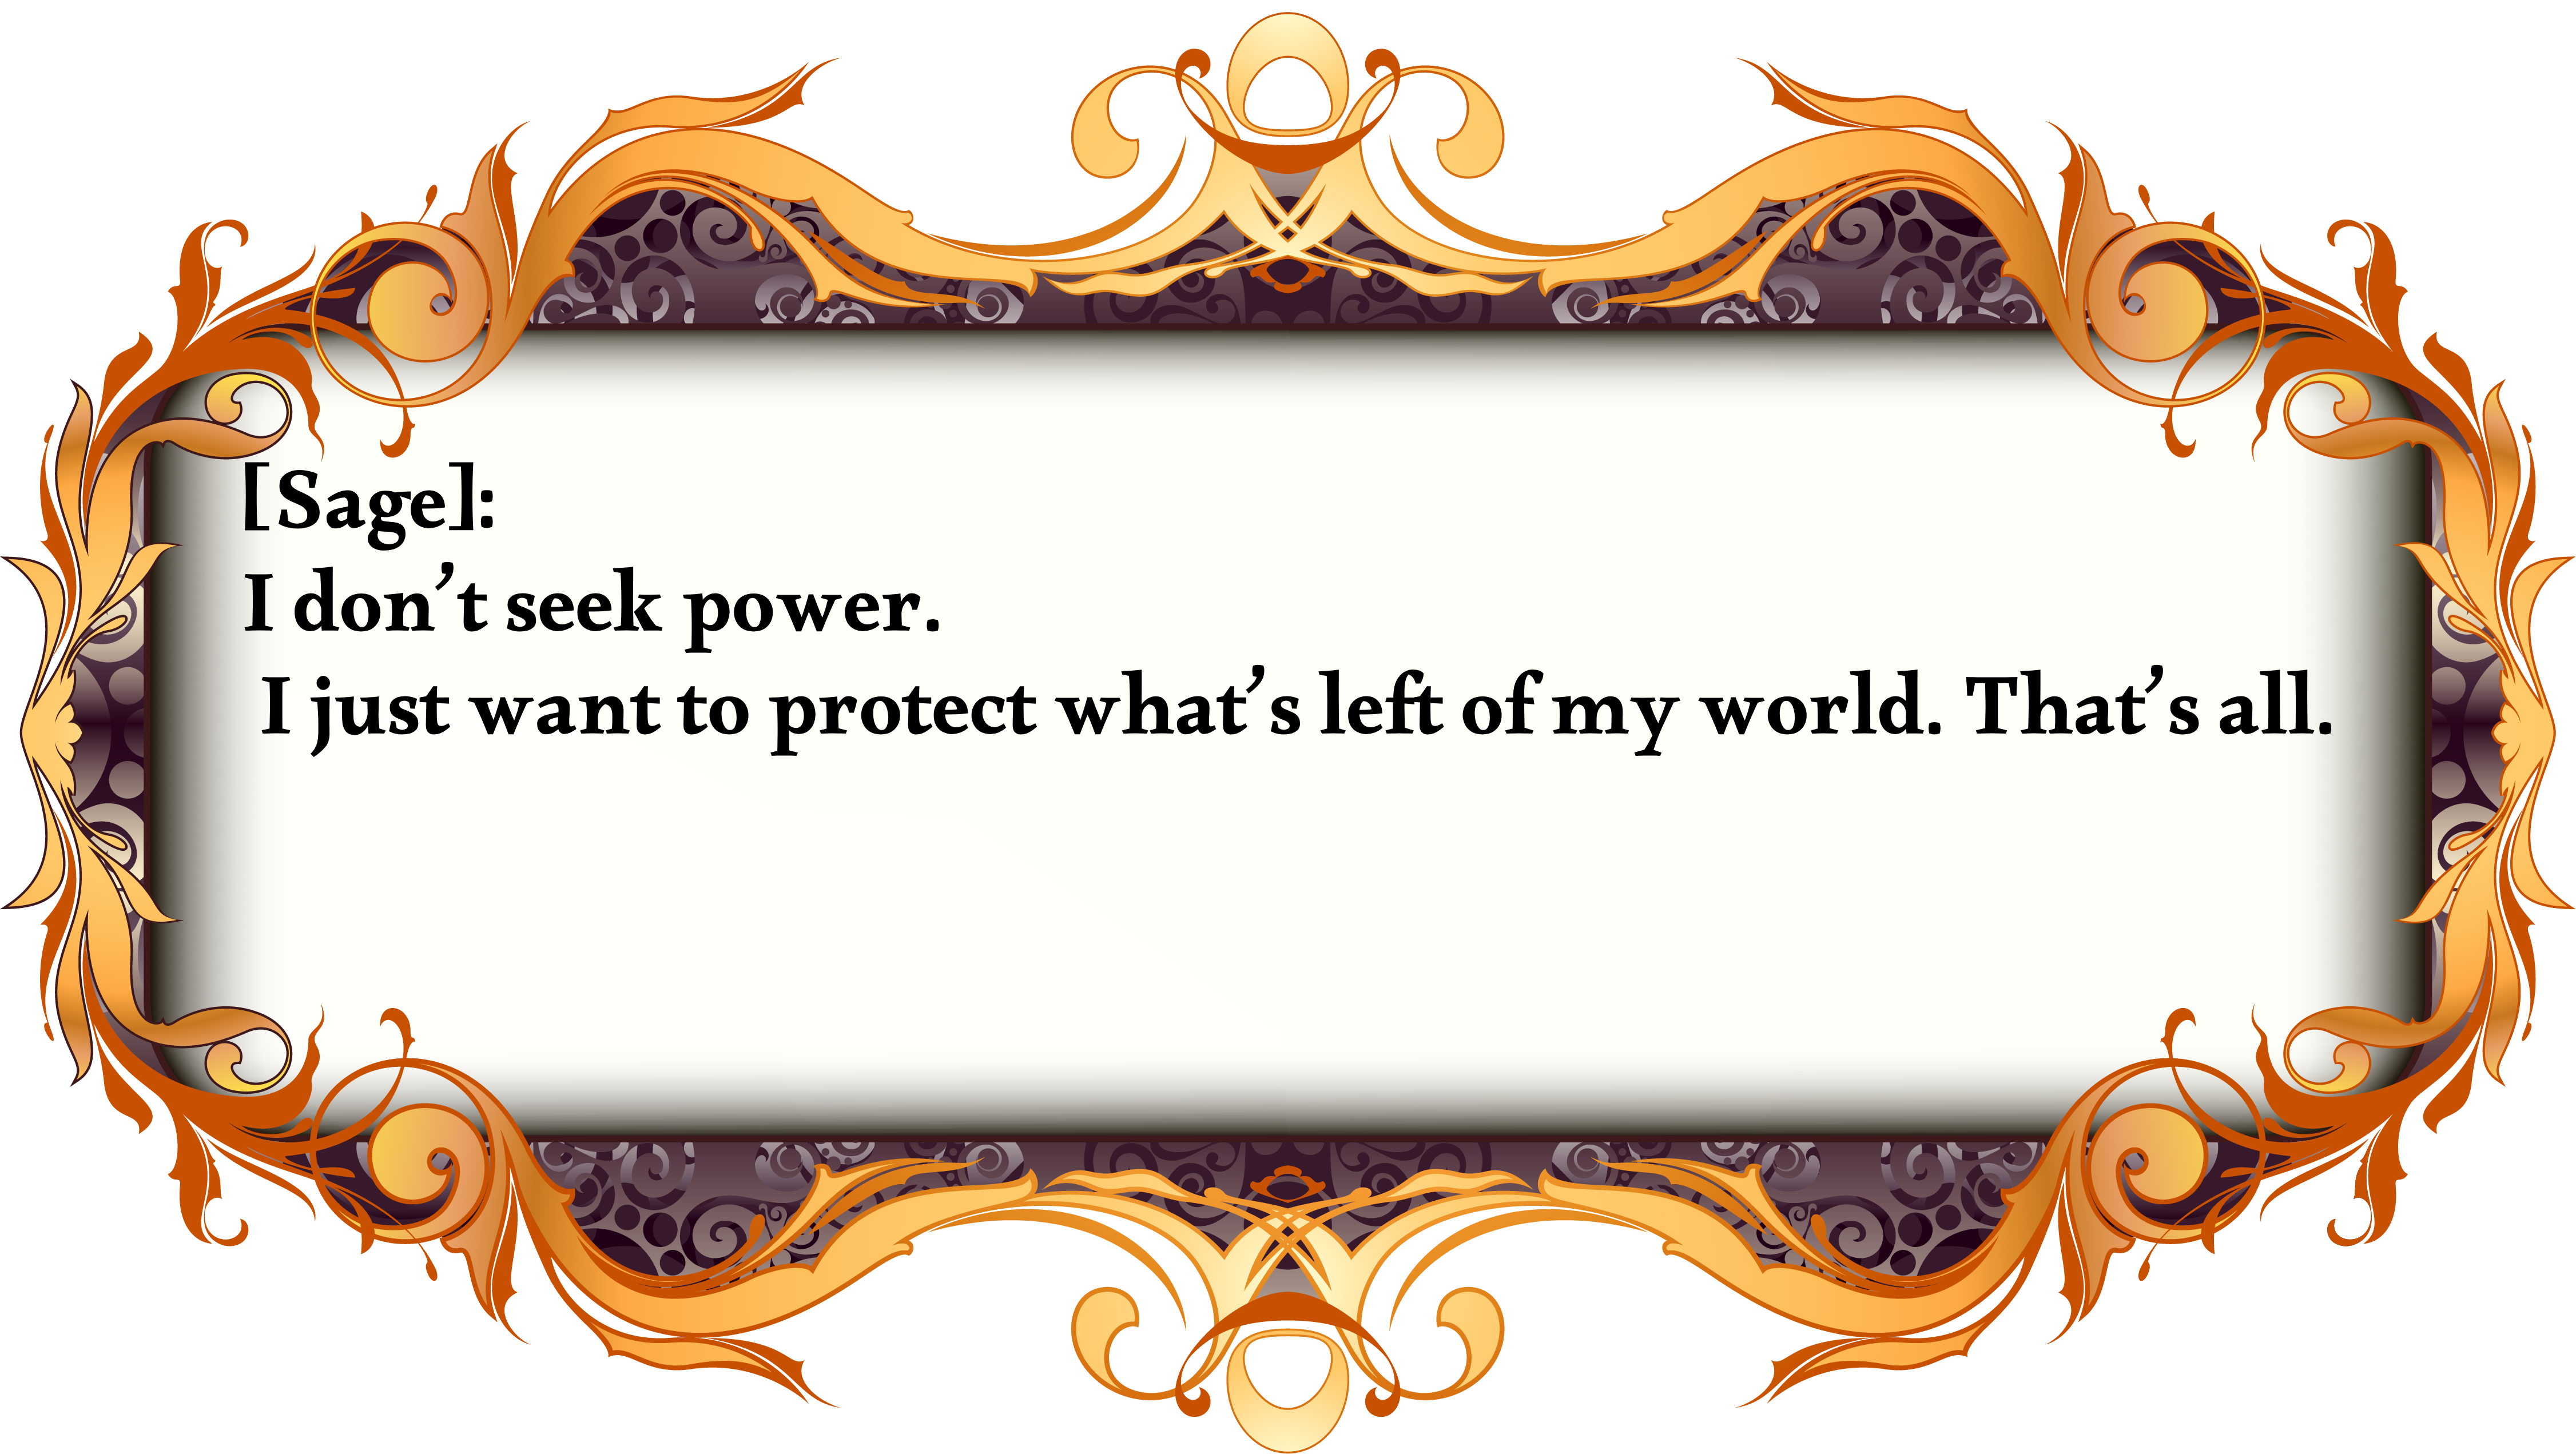 [Sage]:
I don’t seek power.
I just want to protect what’s left of my world. That’s all.